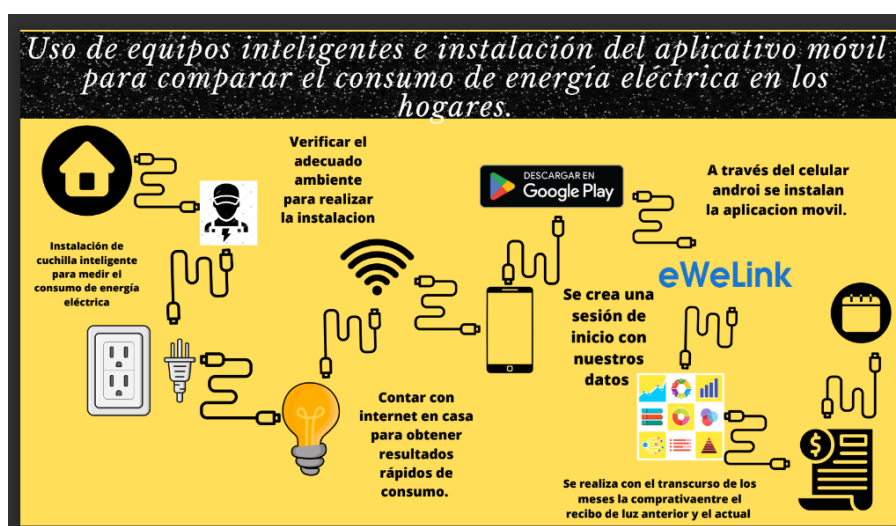 Uso de equipos inteligentes e instalación del aplicativo móvil
para comparar el consumo de energía eléctrica en los
hogares.
Verificar el
adecuado
ambiente
para realizar
la instalacion
DESCARGAR EN
Google Play
A través del celular
androi se instalan
la aplicacion movil.
Instalación de
cuchilla inteligente
para medir el
consumo de energía
eléctrica
eWeLink
Se crea una
sesión de
inicio con
nuestros
datos
Contar con
internet en casa
para obtener
resultados
rápidos de
consumo.
$
Se realiza con el transcurso de los
meses la comprativaentre el
recibo de luz anterior y el actual